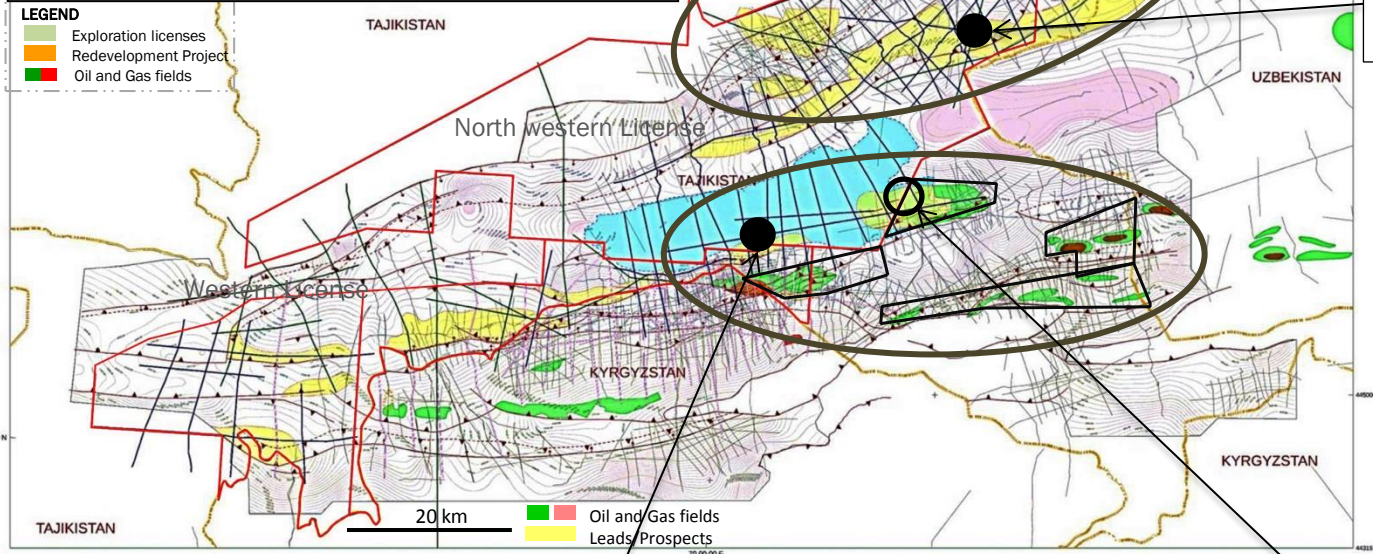 LEGEND
Exploration licenses
Redevelopment Project
Oil and Gas fields
TAJIKISTAN
UZBEKISTAN
North western License
TAJIKISTAN
Western License
KYRGYZSTAN
44500
N
KYRGYZSTAN
TAJIKISTAN
20 km
Oil and Gas fields
Leads/Prospects